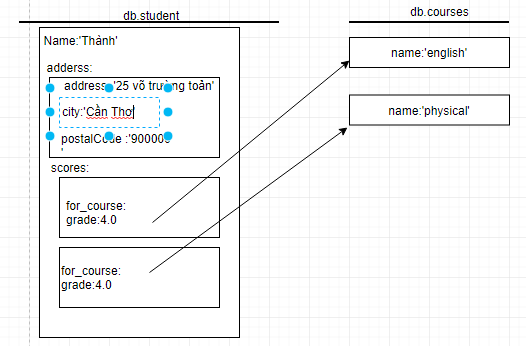 db.student
db.courses
Name:'Thành'
name:'english'
adderss:
address:'25 võ trường toản'
city:'Cần Thơ'
name:'physical'
postalCode :'900009
'
scores:
for_course:
grade:4.0
for_course:
grade:4.0